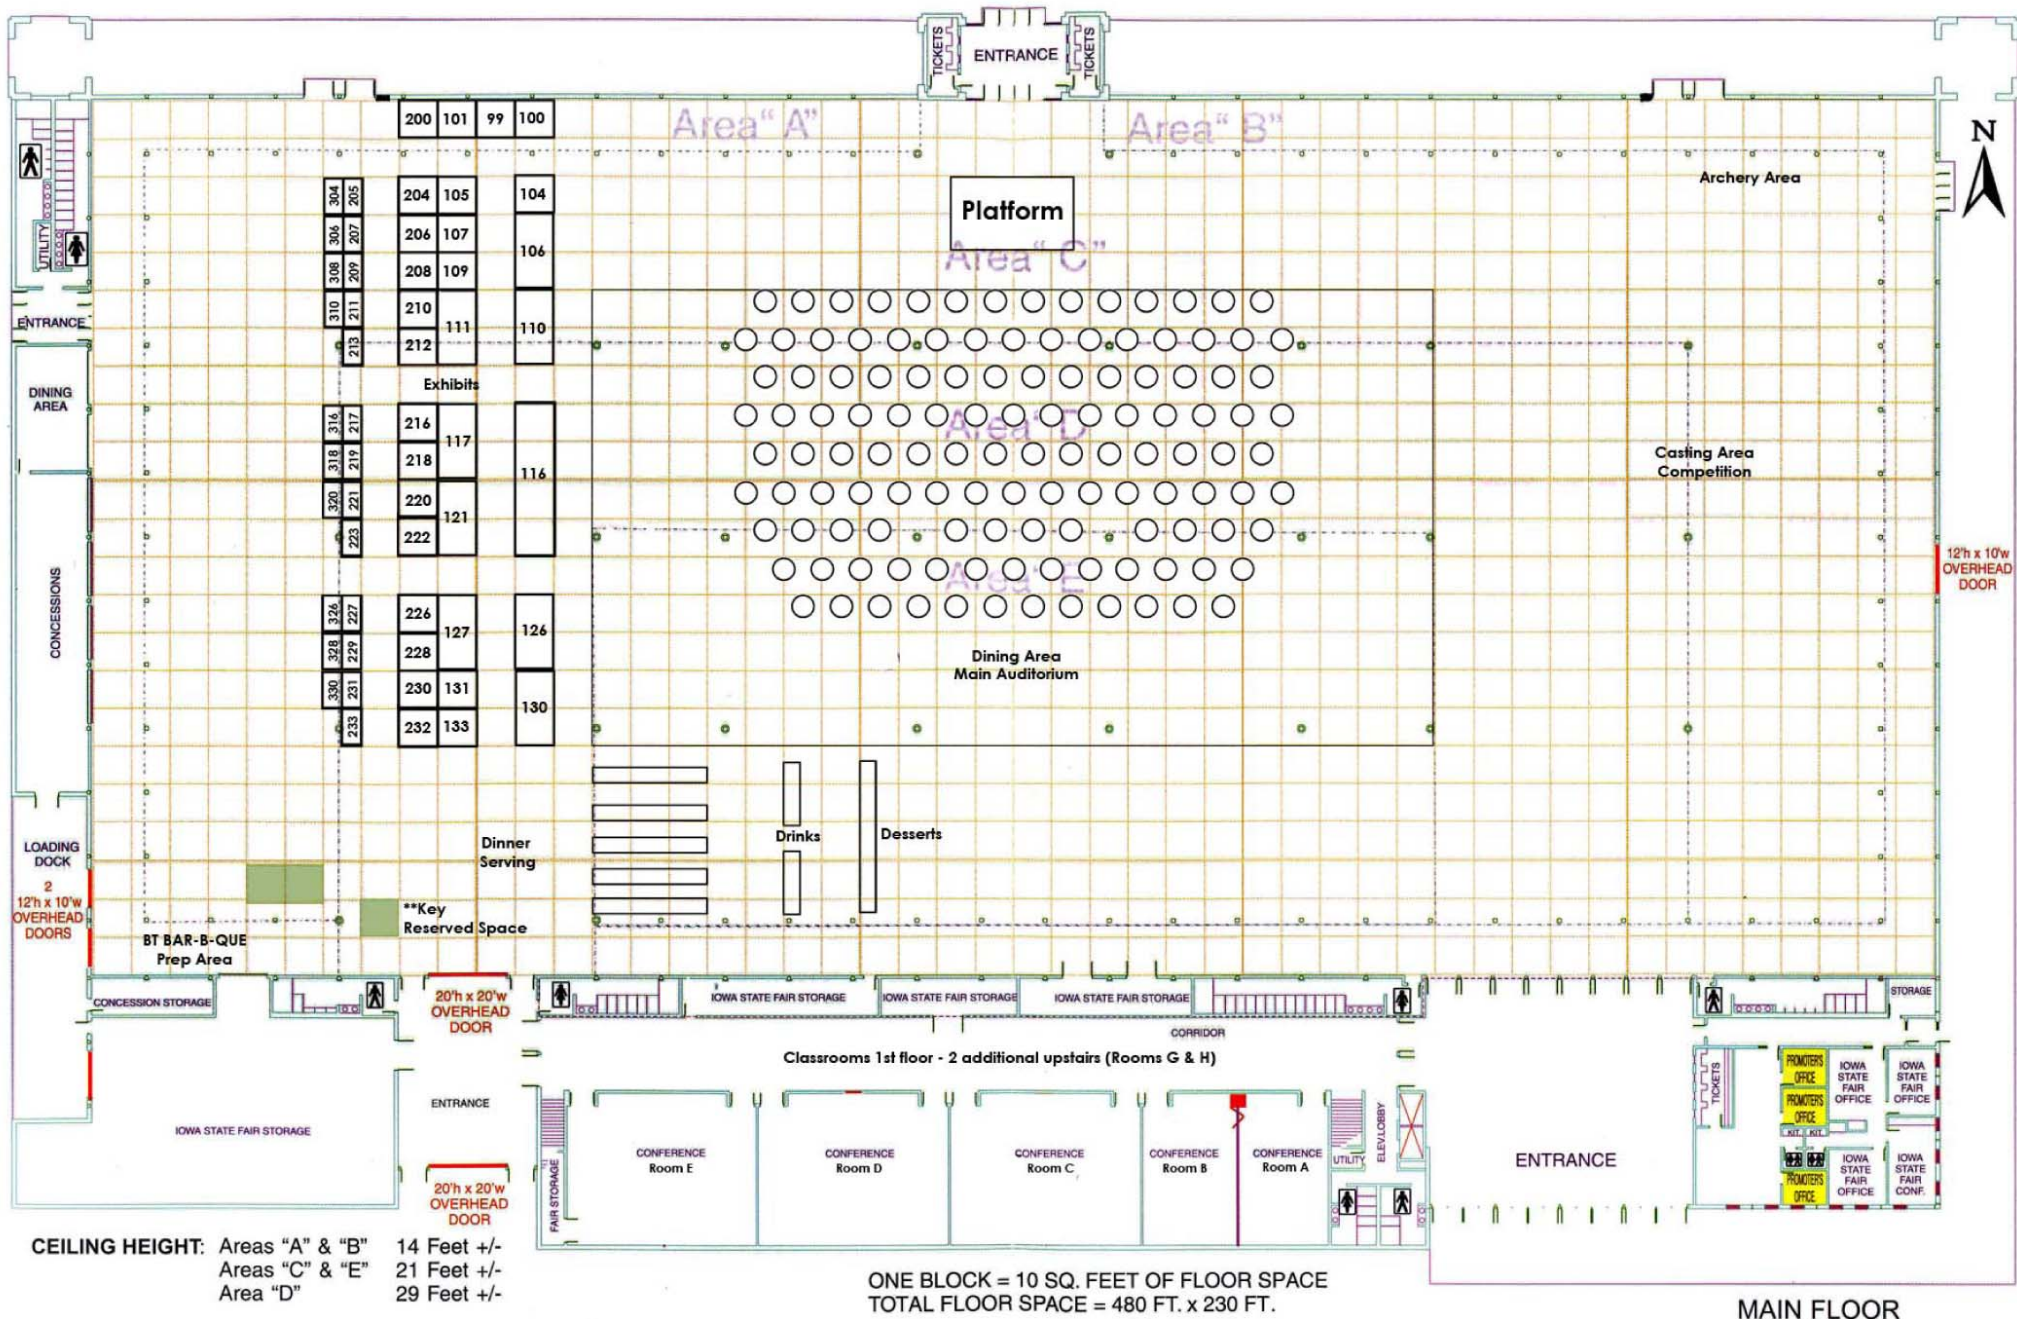 TICKETS
ENTRANCE
TICKETS
200 101 99 100
Area“ A”
Area“ B”
N
UTILITY
304 205
204 105
104
Platform
Archery Area
306 207
206 107
106
Area“ C”
308 209
208 109
310 211
210
111
110
ENTRANCE
213
212
Exhibits
DINING
AREA
316 217
216
117
116
Area“ D
318 219
218
Casting Area
Competition
320 221
220
121
223
222
12'h x 10'w
OVERHEAD
DOOR
CONCESSIONS
Area“ E
326 227
226
127
126
328 229
228
Dining Area
Main Auditorium
330 231
230 131
130
233
232 133
LOADING
DOCK
2
12'h x 10'w
OVERHEAD
DOORS
Dinner
Serving
Drinks
Desserts
**Key
Reserved Space
BT BAR-B-QUE
Prep Area
CONCESSION STORAGE
20'h x 20'w
OVERHEAD
DOOR
IOWA STATE FAIR STORAGE
IOWA STATE FAIR STORAGE
IOWA STATE FAIR STORAGE
STORAGE
CORRIDOR
Classrooms 1st floor - 2 additional upstairs (Rooms G & H)
IOWA STATE FAIR STORAGE
ENTRANCE
20'h x 20'w
OVERHEAD
DOOR
FAIR STORAGE
CONFERENCE
Room E
CONFERENCE
Room D
CONFERENCE
Room C
CONFERENCE
Room B
CONFERENCE
Room A
UTILITY
ELEV.LOBBY
ENTRANCE
TICKETS
PROMOTER'S
OFFICE
PROMOTER'S
OFFICE
KIT. KIT.
PROMOTER'S
OFFICE
IOWA
STATE
FAIR
OFFICE
IOWA
STATE
FAIR
OFFICE
IOWA
STATE
FAIR
OFFICE
IOWA
STATE
FAIR
CONF.
CEILING HEIGHT: Areas “A” & “B” 14 Feet +/-
Areas “C” & “E” 21 Feet +/-
Area “D” 29 Feet +/-
ONE BLOCK = 10 SQ. FEET OF FLOOR SPACE
TOTAL FLOOR SPACE = 480 FT. x 230 FT.
MAIN FLOOR